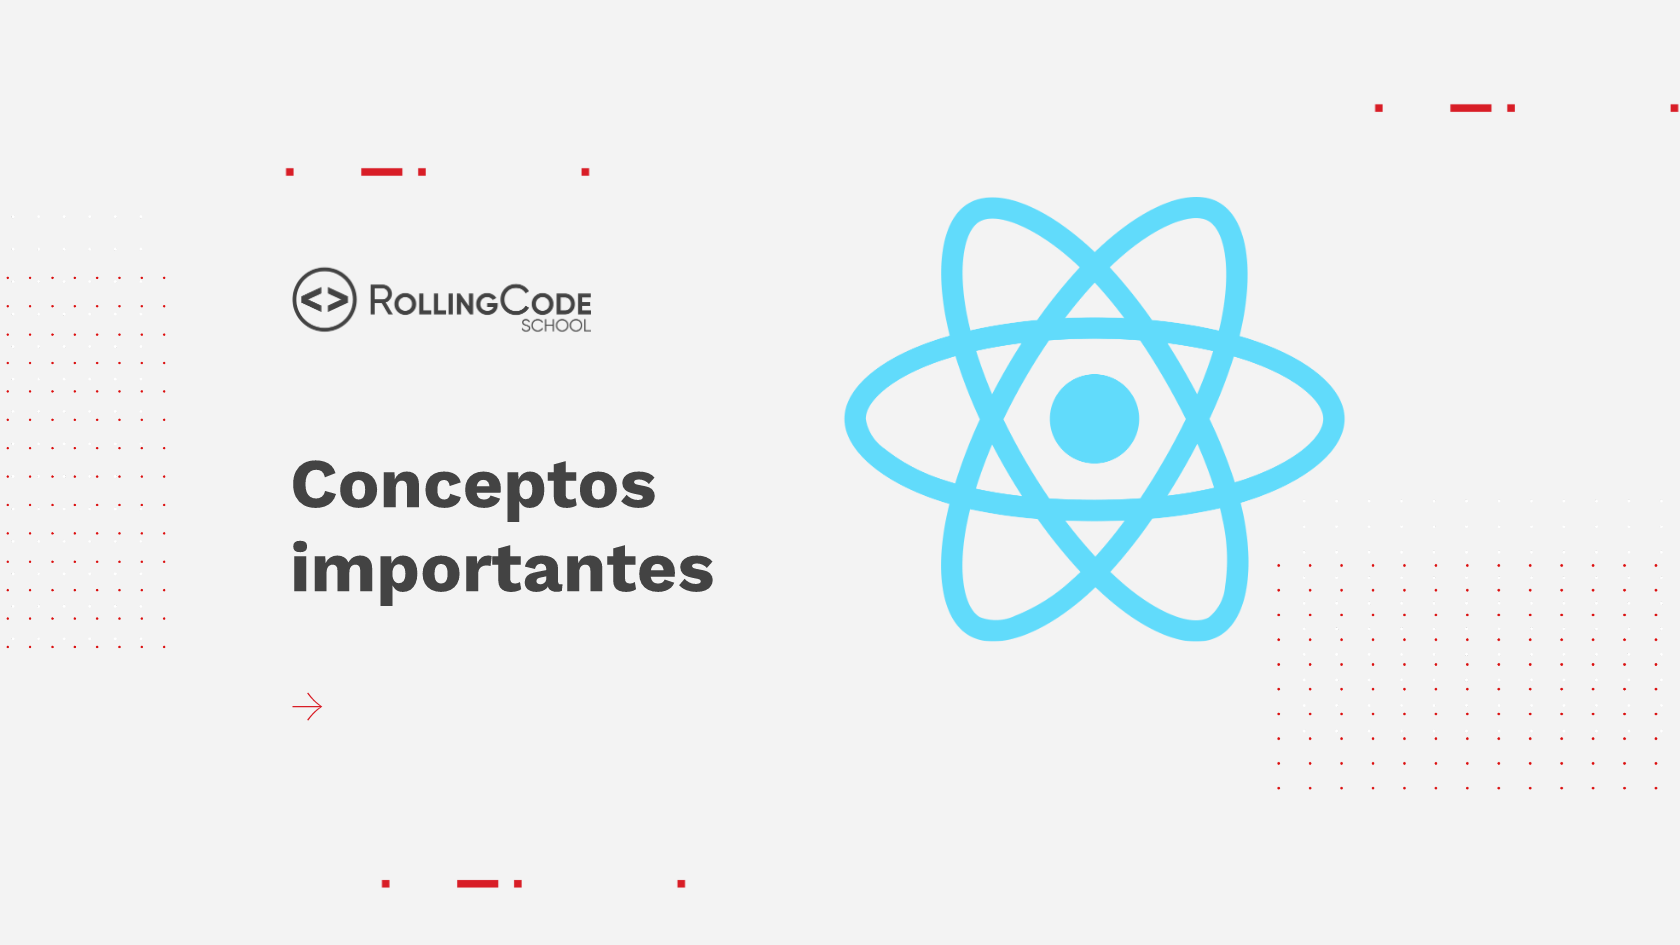 <> ROLLINGCODE
SCHOOL
Conceptos
importantes